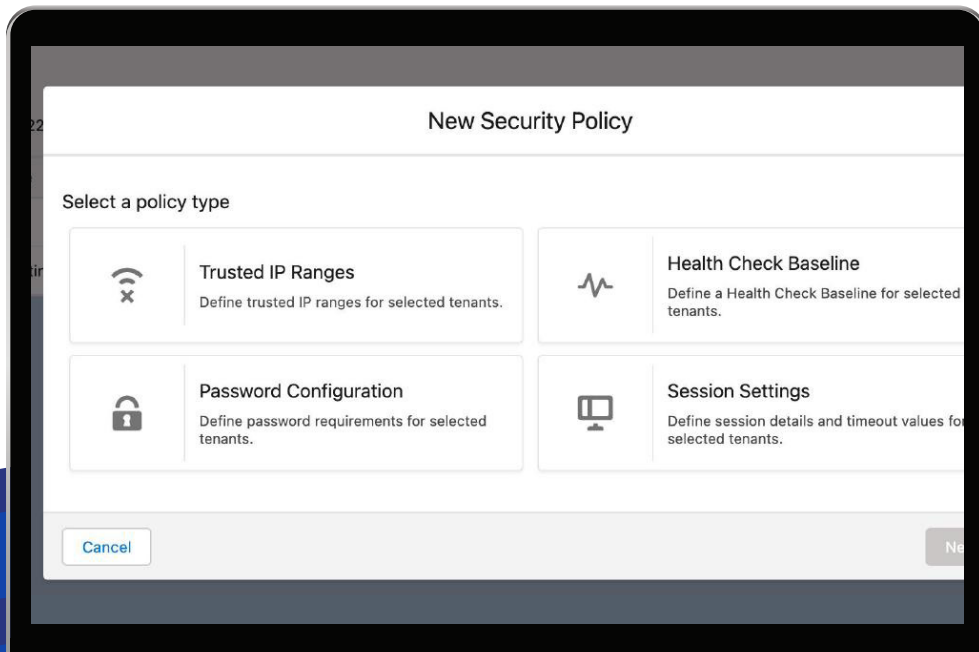 22
New Security Policy
Select a policy type
Trusted IP Ranges
Define trusted IP ranges for selected tenants.
Health Check Baseline
Define a Health Check Baseline for selected
tenants.
Password Configuration
Define password requirements for selected
tenants.
Session Settings
Define session details and timeout values for
selected tenants.
Cancel